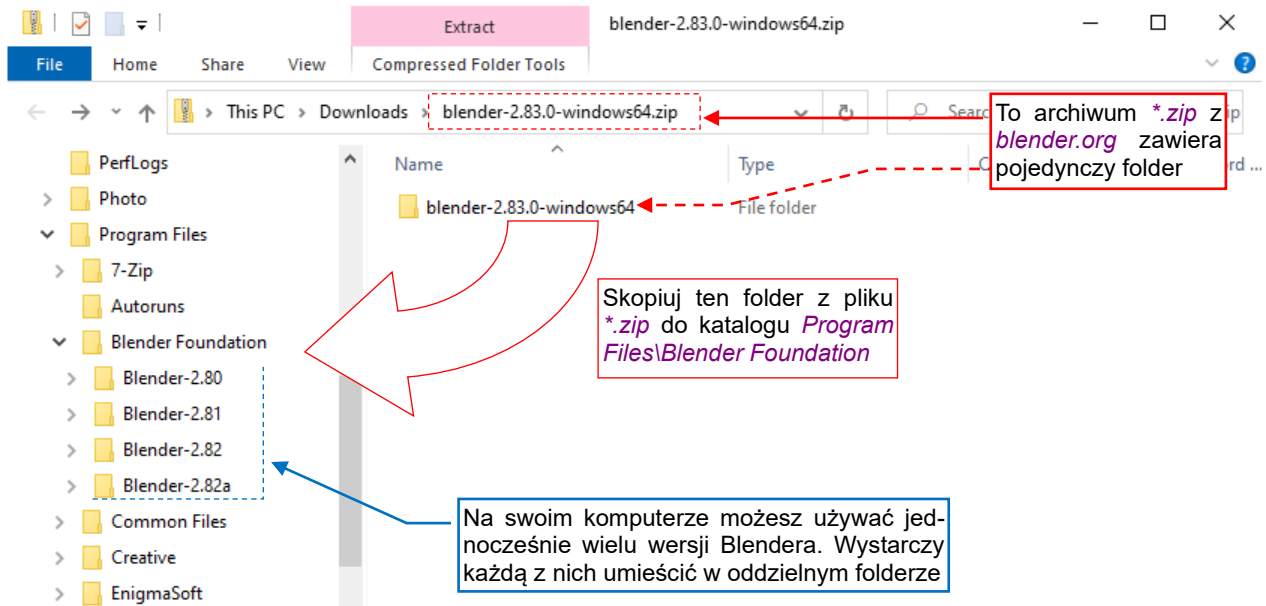 Extract
blender-2.83.0-windows64.zip
File
Home
Share
View
Compressed Folder Tools
This PC > Downloads > blender-2.83.0-windows64.zip
To archiwum *.zip z
blender.org zawiera
pojedynczy folder
Name
Type
PerfLogs
Photo
Program Files
7-Zip
Autoruns
Blender Foundation
Blender-2.80
Blender-2.81
Blender-2.82
Blender-2.82a
Common Files
Creative
EnigmaSoft
blender-2.83.0-windows64
File folder
Skopiuj ten folder z pliku
*.zip do katalogu Program
Files\Blender Foundation
Na swoim komputerze możesz używać jed-
nocześnie wielu wersji Blendera. Wystarczy
każdą z nich umieścić w oddzielnym folderze